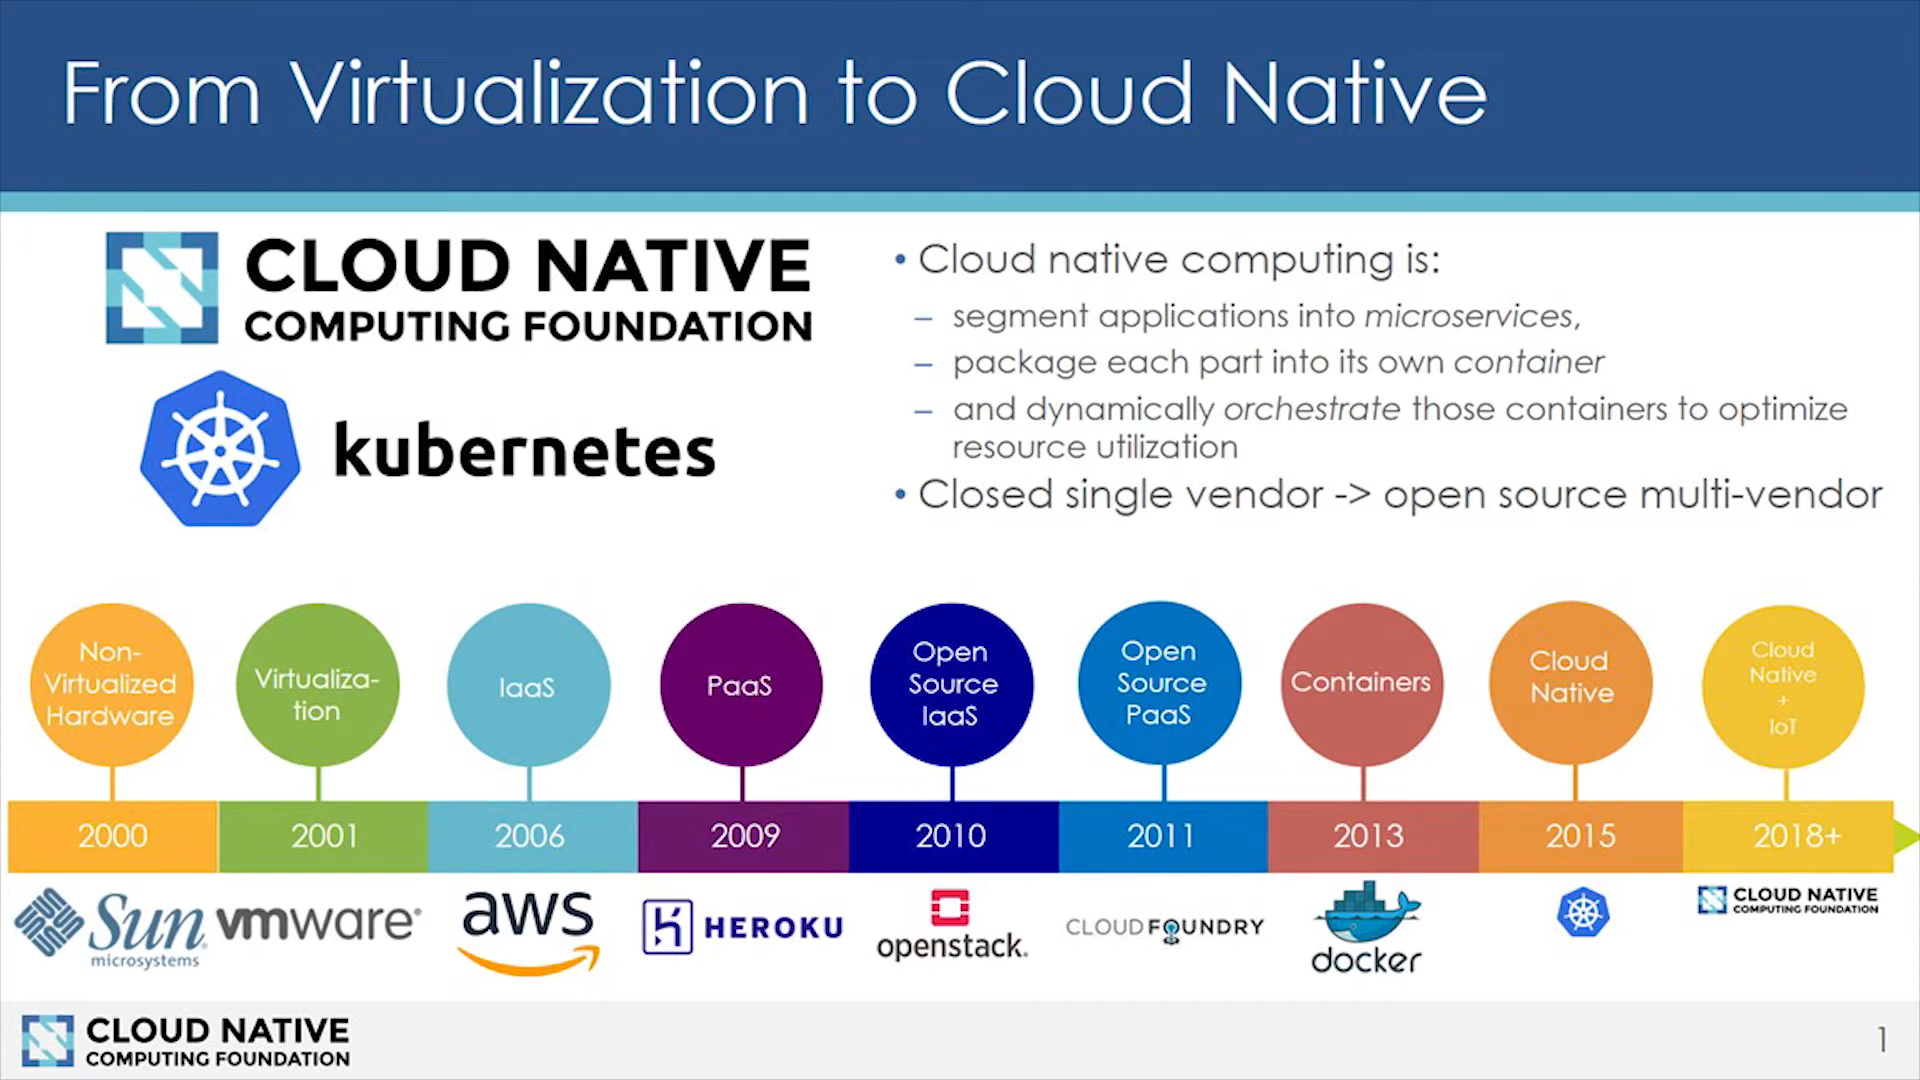 From Virtualization to Cloud Native
CLOUD NATIVE
COMPUTING FOUNDATION
kubernetes
• Cloud native computing is:
– segment applications into microservices,
– package each part into its own container
– and dynamically orchestrate those containers to optimize
resource utilization
• Closed single vendor -> open source multi-vendor
Non-
Virtualized
Hardware
Virtualiza-
tion
IaaS
PaaS
Open
Source
IaaS
Open
Source
PaaS
Containers
Cloud
Native
Cloud
Native
+
IoT
2000
2001
2006
2009
2010
2011
2013
2015
2018+
Sun
microsystems
vmware
aws
HEROKU
openstack.
CLOUD FOUNDRY
docker
CLOUD NATIVE
COMPUTING FOUNDATION
CLOUD NATIVE
COMPUTING FOUNDATION
1